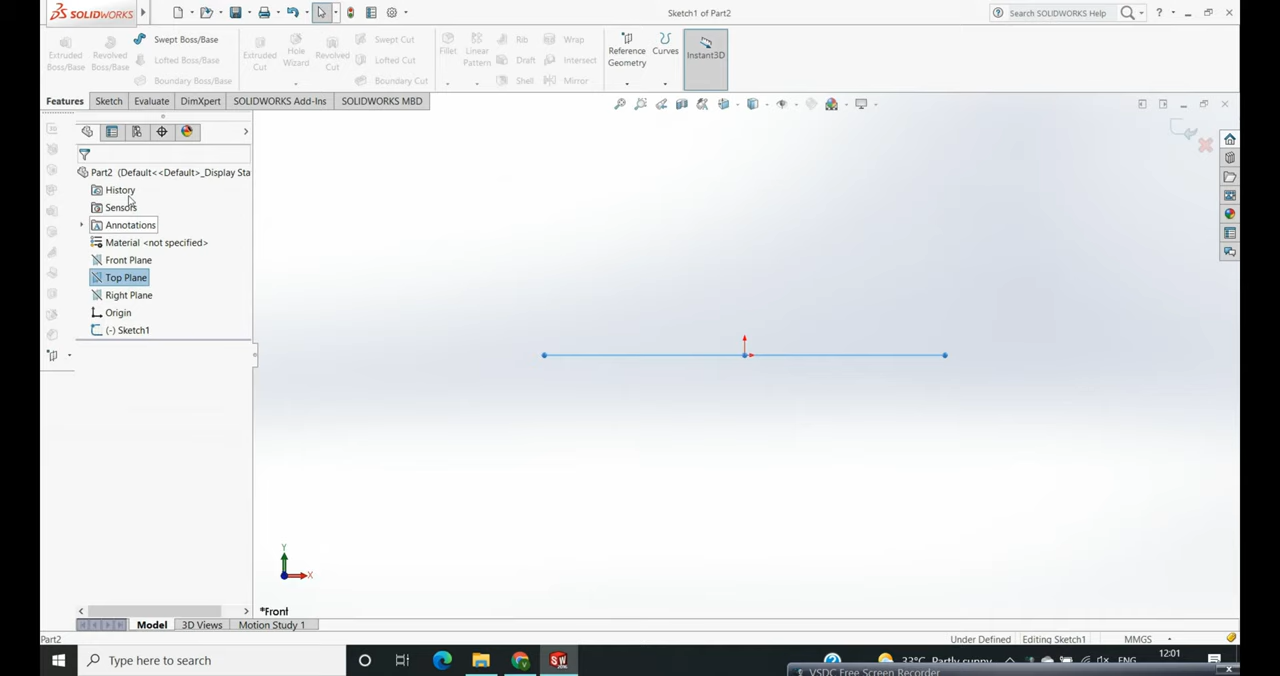 SOLIDWORKS
Sketch1 of Part2
Search SOLIDWORKS Help
?
Extruded Boss/Base
Revolved Boss/Base
Swept Boss/Base
Lofted Boss/Base
Boundary Boss/Base
Extruded Cut
Hole Wizard
Revolved Cut
Swept Cut
Lofted Cut
Boundary Cut
Fillet
Linear Pattern
Rib
Draft
Shell
Wrap
Intersect
Mirror
Reference Geometry
Curves
Instant3D
Features
Sketch
Evaluate
DimXpert
SOLIDWORKS Add-Ins
SOLIDWORKS MBD
Part2 (Default<<Default>_Display Sta
History
Sensors
Annotations
Material <not specified>
Front Plane
Top Plane
Right Plane
Origin
(-) Sketch1
Y
X
*Front
Model
3D Views
Motion Study 1
Part2
Under Defined
Editing Sketch1
MMGS
Type here to search
33°C Partly sunny
ENG
12:01
VSDC Free Screen Recorder